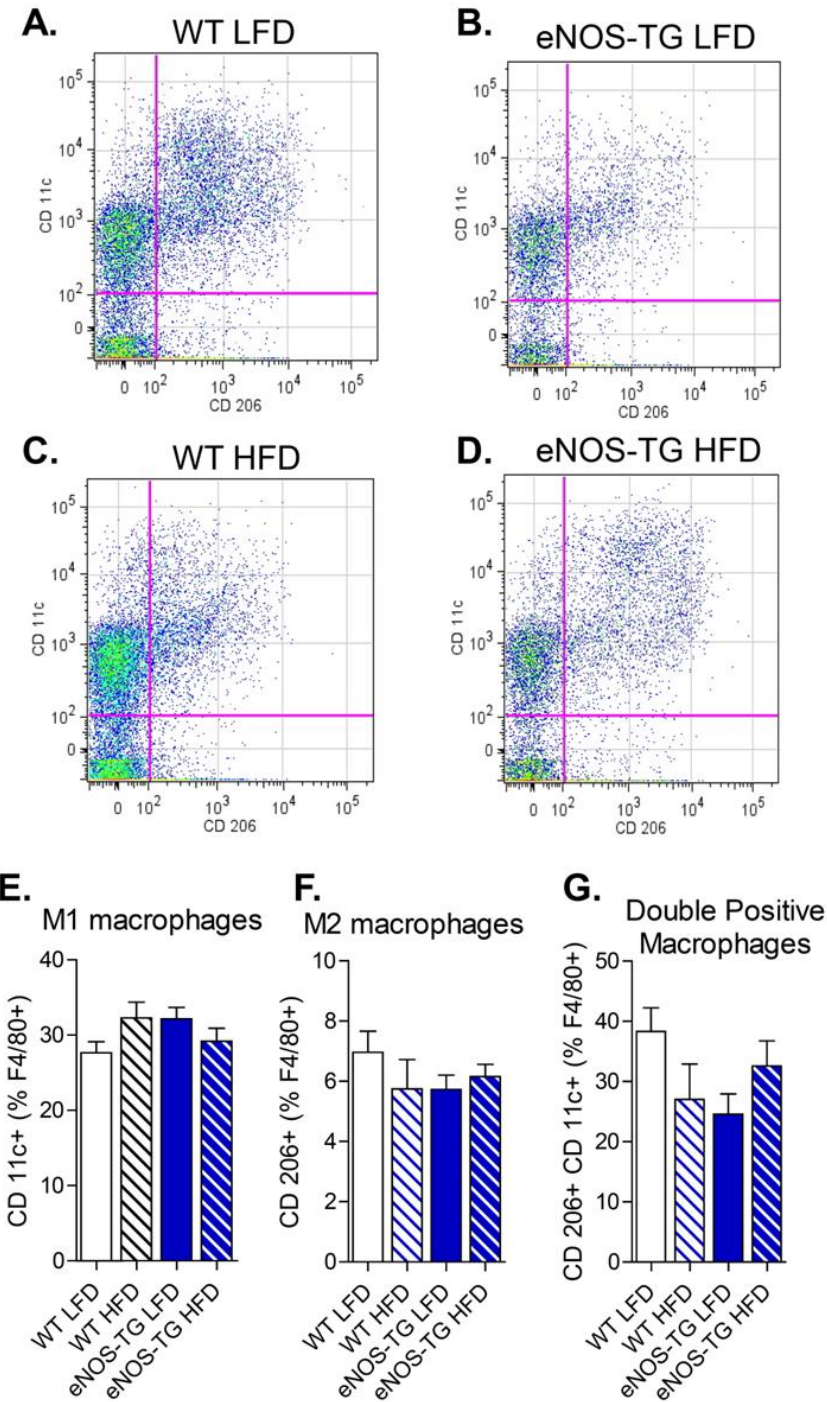 A.
WT LFD
10^5
10^4
10^3
10^2
0
CD 11c
0 10^2 10^3 10^4 10^5
CD 206
B.
eNOS-TG LFD
10^5
10^4
10^3
10^2
0
CD 11c
0 10^2 10^3 10^4 10^5
CD 206
C.
WT HFD
10^5
10^4
10^3
10^2
0
CD 11c
0 10^2 10^3 10^4 10^5
CD 206
D.
eNOS-TG HFD
10^5
10^4
10^3
10^2
0
CD 11c
0 10^2 10^3 10^4 10^5
CD 206
E.
M1 macrophages
CD 11c+ (% F4/80+)
40
30
20
10
0
WT LFD
WT HFD
eNOS-TG LFD
eNOS-TG HFD
F.
M2 macrophages
CD 206+ (% F4/80+)
10
8
6
4
2
0
WT LFD
WT HFD
eNOS-TG LFD
eNOS-TG HFD
G.
Double Positive
Macrophages
CD 206+ CD 11c+ (% F4/80+)
50
40
30
20
10
0
WT LFD
WT HFD
eNOS-TG LFD
eNOS-TG HFD